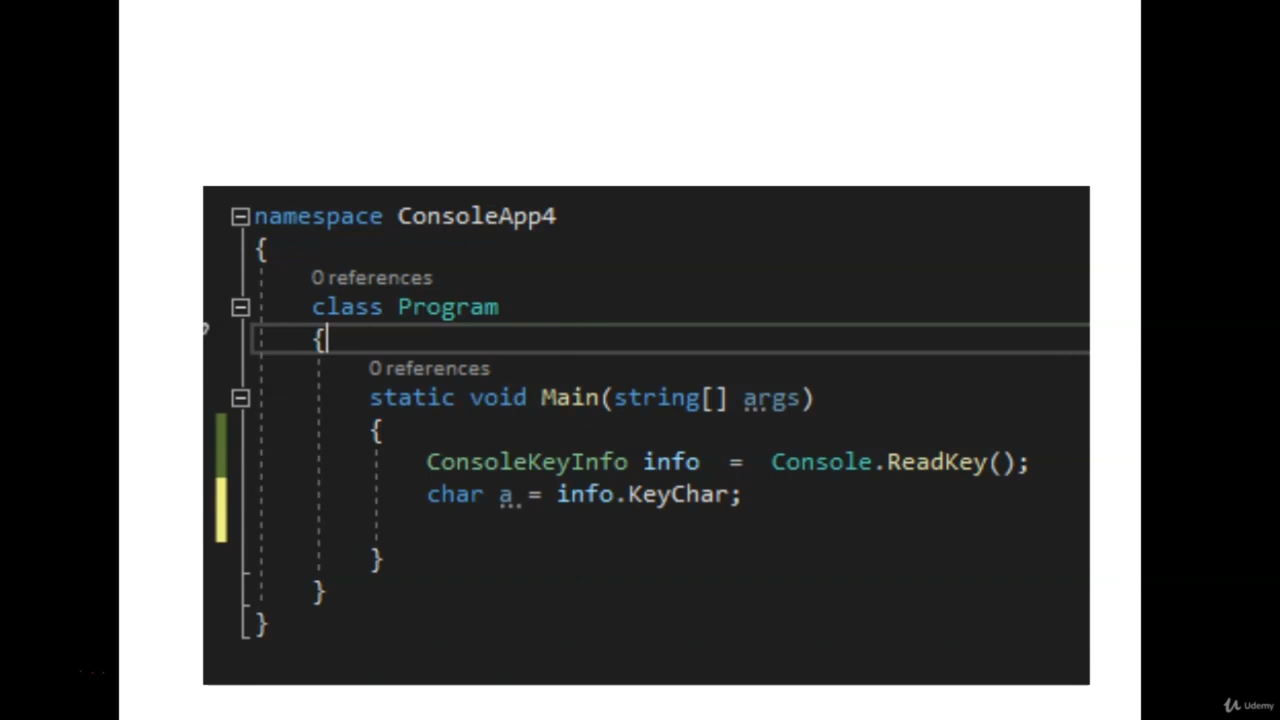 namespace ConsoleApp4
{
0 references
class Program
{
0 references
static void Main(string[] args)
{
ConsoleKeyInfo info  =  Console.ReadKey();
char a = info.KeyChar;
}
}
}
Udemy